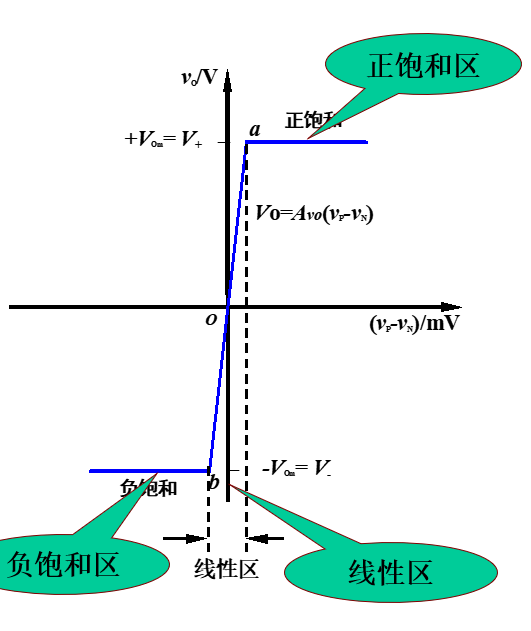 正饱和区
vO/V
正饱和
a
+VOm= V+
VO=AVO(vP-vN)
O
(vP-vN)/mV
b
-VOm= V-
负饱和
线性区
负饱和区
线性区